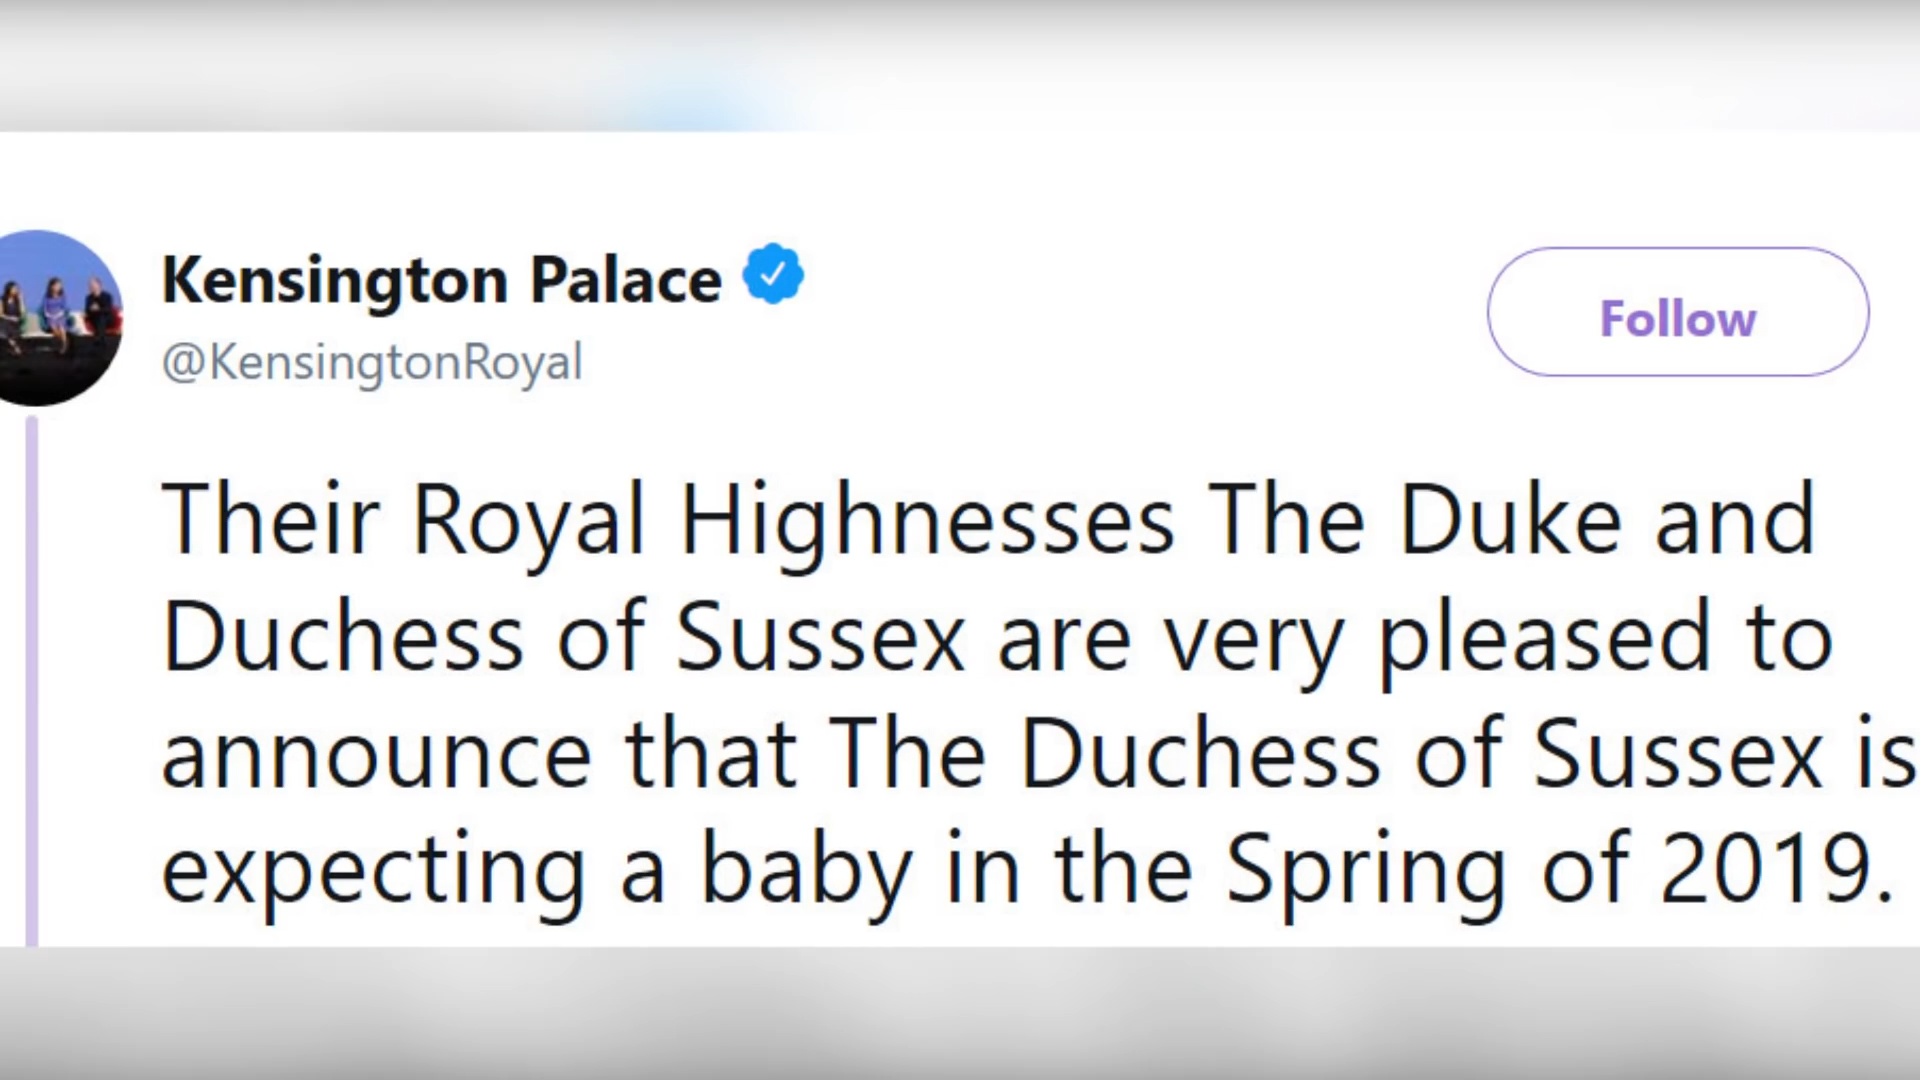 Kensington Palace
@KensingtonRoyal
Follow
Their Royal Highnesses The Duke and
Duchess of Sussex are very pleased to
announce that The Duchess of Sussex is
expecting a baby in the Spring of 2019.